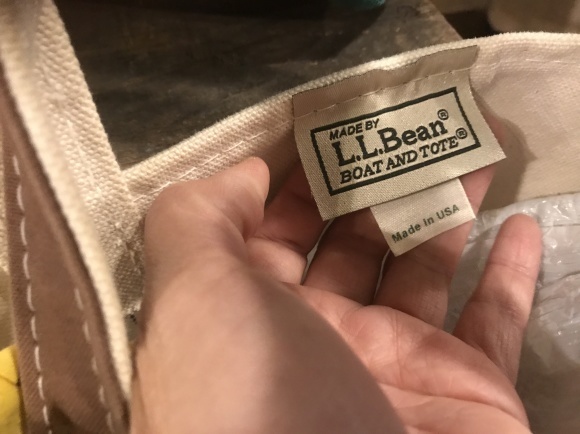 MADE BY
L.L.Bean®
BOAT AND TOTE®
Made in USA